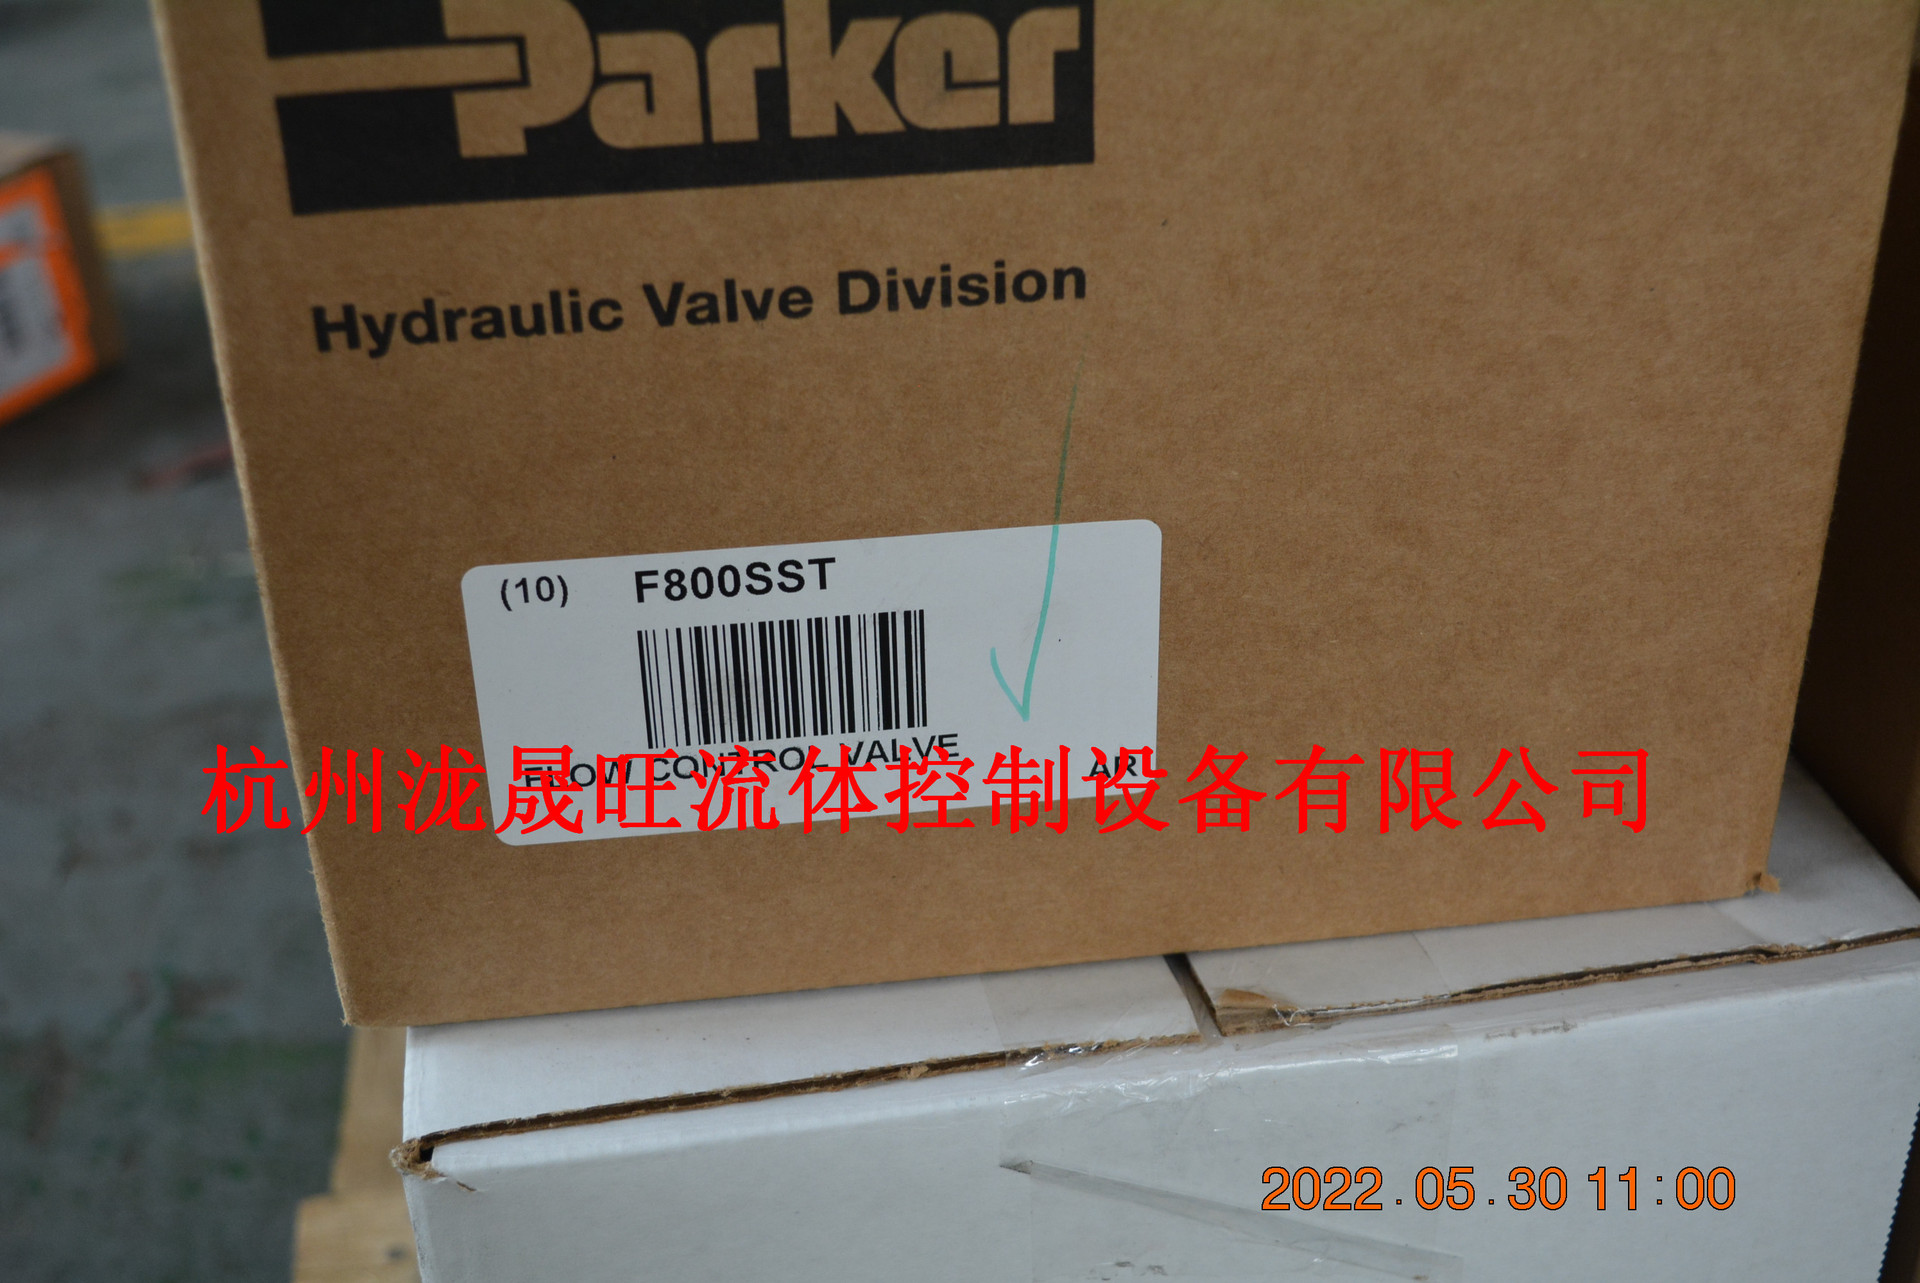 Parker
Hydraulic Valve Division
(10) F800SST
FLOW CONTROL VALVE AR
杭州泷晟旺流体控制设备有限公司
2022.05.30 11:00